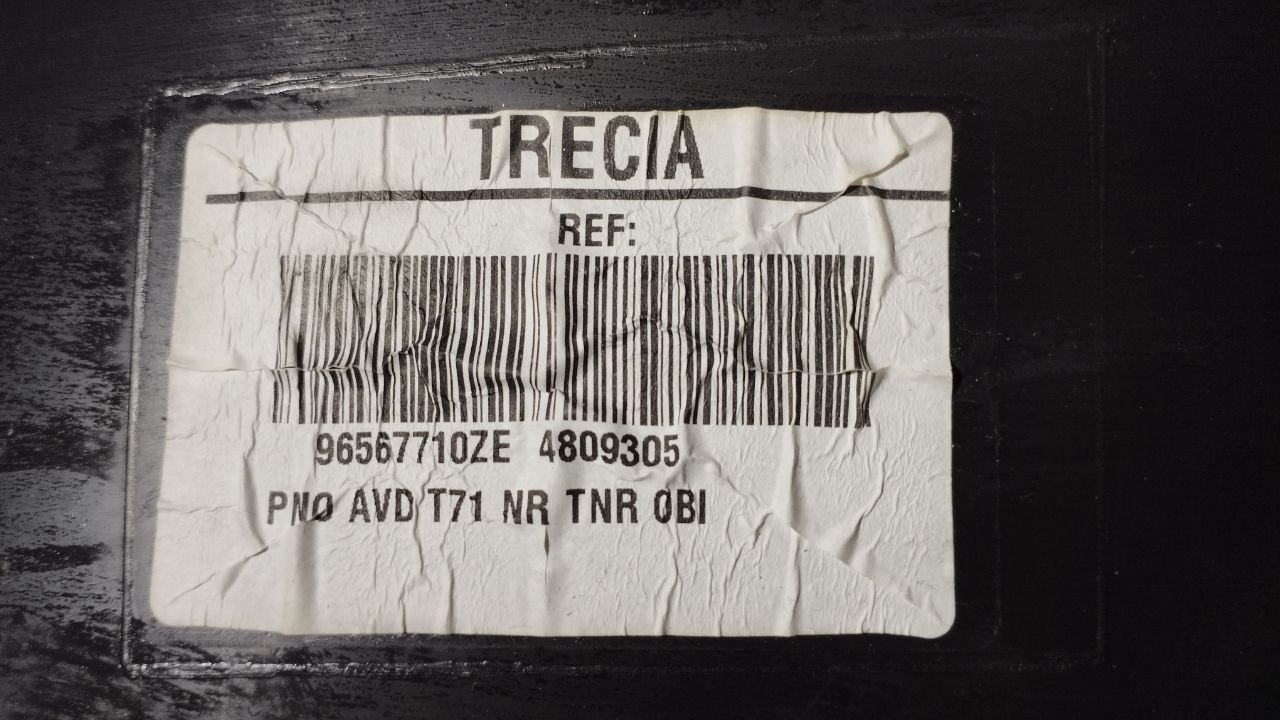 TRECIA
REF:
96567710ZE 4809305
PNO AVD T71 NR TNR 0BI